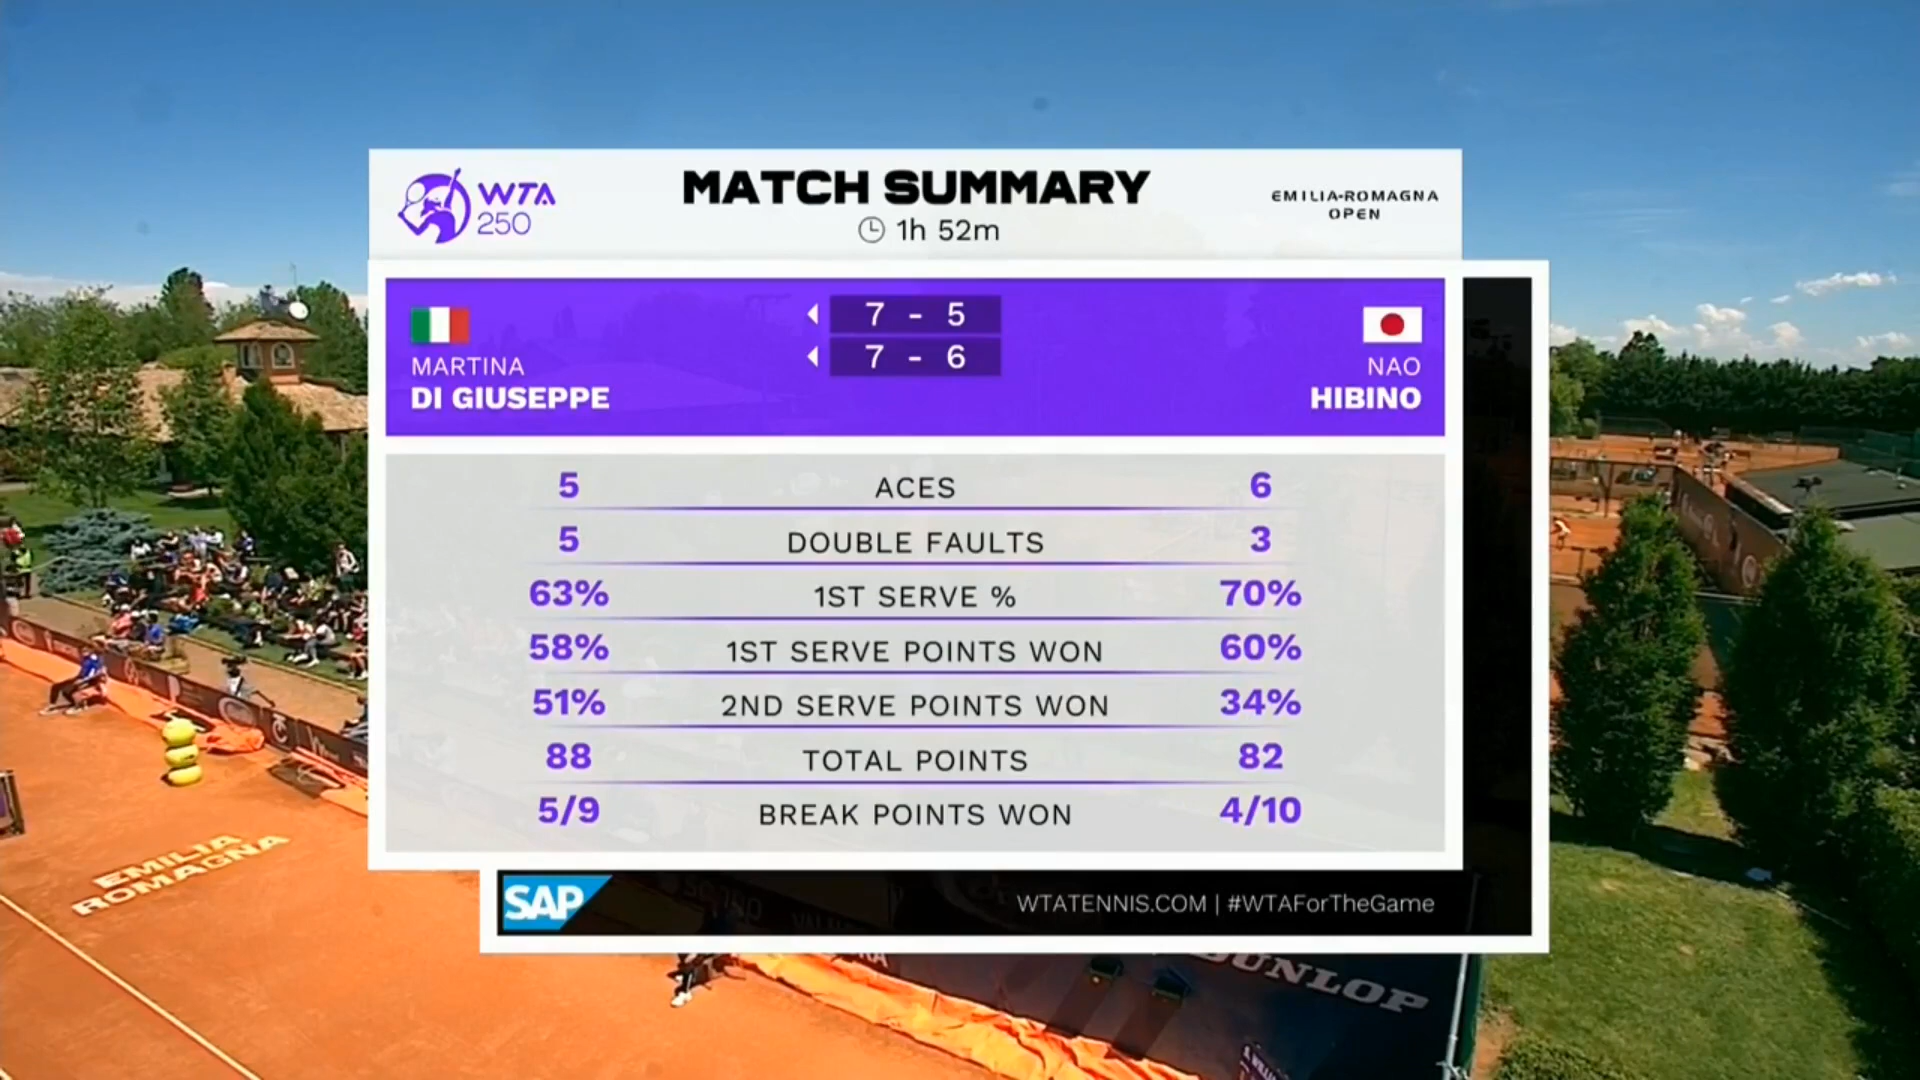 WTA
250
MATCH SUMMARY
1h 52m
EMILIA-ROMAGNA
OPEN
7 - 5
7 - 6
MARTINA
DI GIUSEPPE
NAO
HIBINO
5 ACES 6
5 DOUBLE FAULTS 3
63% 1ST SERVE % 70%
58% 1ST SERVE POINTS WON 60%
51% 2ND SERVE POINTS WON 34%
88 TOTAL POINTS 82
5/9 BREAK POINTS WON 4/10
SAP
WTATENNIS.COM | #WTAForTheGame
EMILIA
ROMAGNA
DUNLOP